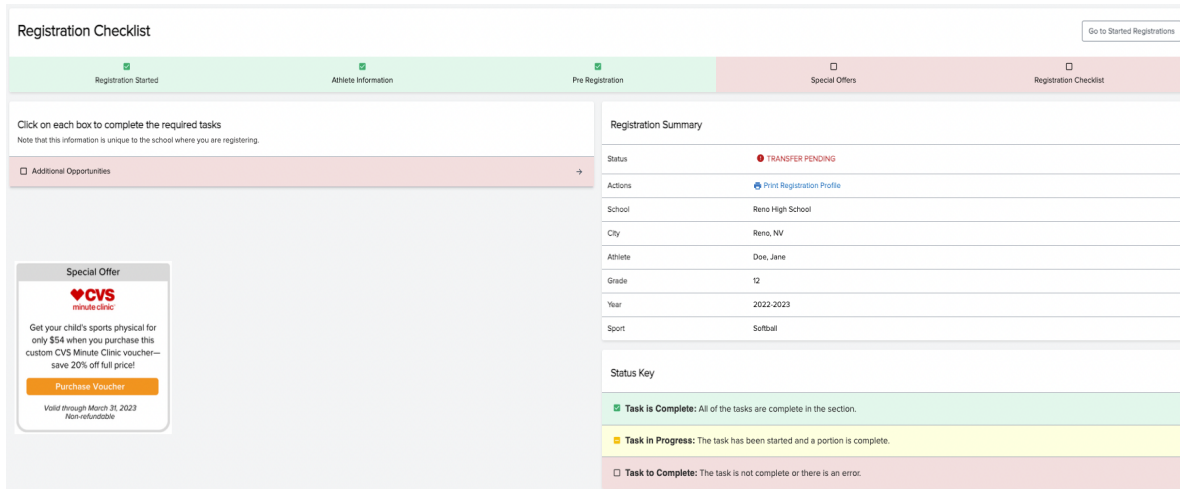 Registration Checklist
Go to Started Registrations
Registration Started
Athlete Information
Pre Registration
Special Offers
Registration Checklist
Click on each box to complete the required tasks
Note that this information is unique to the school where you are registering.
Additional Opportunities
Special Offer
CVS
minute clinic
Get your child's sports physical for
only $54 when you purchase this
custom CVS Minute Clinic voucher—
save 20% off full price!
Purchase Voucher
Valid through March 31, 2023
Non-refundable
Registration Summary
Status TRANSFER PENDING
Actions Print Registration Profile
School Reno High School
City Reno, NV
Athlete Doe, Jane
Grade 12
Year 2022-2023
Sport Softball
Status Key
Task is Complete: All of the tasks are complete in the section.
Task in Progress: The task has been started and a portion is complete.
Task to Complete: The task is not complete or there is an error.